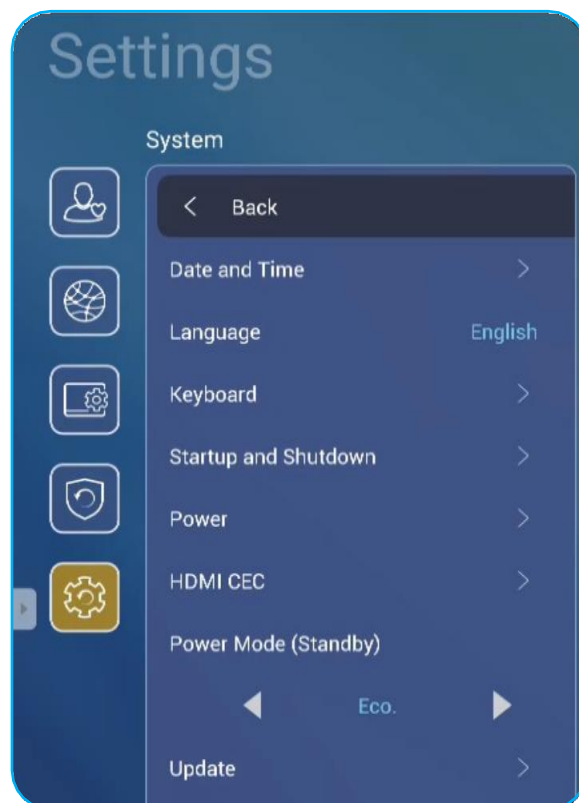 Settings
System
Back
Date and Time
Language English
Keyboard
Startup and Shutdown
Power
HDMI CEC
Power Mode (Standby)
Eco.
Update